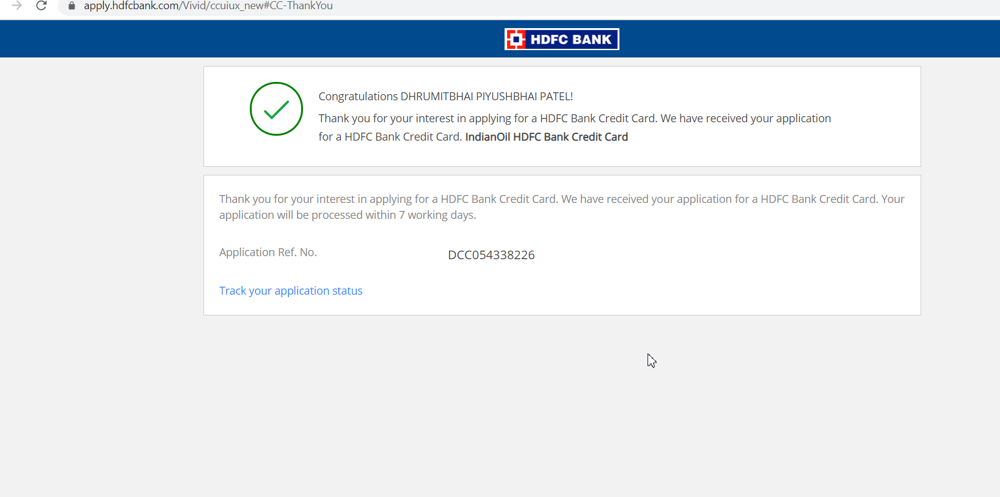 apply.hdfcbank.com/Vivid/ccuiux_new#CC-ThankYou
HDFC BANK
Congratulations DHRUMITBHAI PIYUSHBHAI PATEL!
Thank you for your interest in applying for a HDFC Bank Credit Card. We have received your application
for a HDFC Bank Credit Card. IndianOil HDFC Bank Credit Card
Thank you for your interest in applying for a HDFC Bank Credit Card. We have received your application for a HDFC Bank Credit Card. Your
application will be processed within 7 working days.
Application Ref. No. DCC054338226
Track your application status